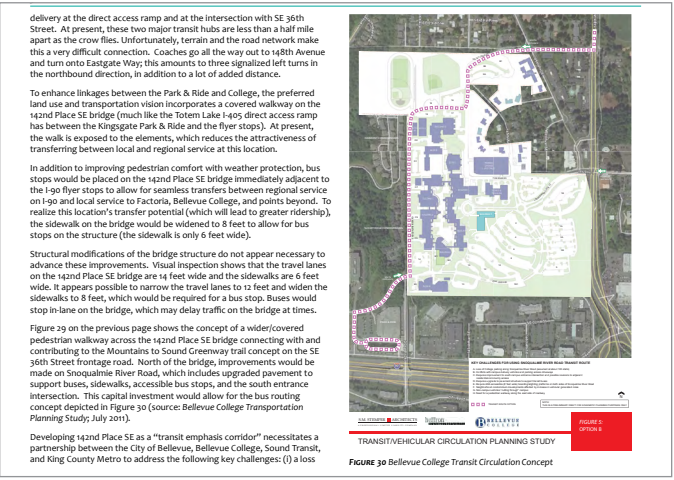 delivery at the direct access ramp and at the intersection with SE 36th
Street.  At present, these two major transit hubs are less than a half mile
apart as the crow flies.  Unfortunately, terrain and the road network make
this a very difficult connection.  Coaches go all the way out to 148th Avenue
and turn onto Eastgate Way; this amounts to three signalized left turns in
the northbound direction, in addition to a lot of added distance.
To enhance linkages between the Park & Ride and College, the preferred
land use and transportation vision incorporates a covered walkway on the
142nd Place SE bridge (much like the Totem Lake I-405 direct access ramp
has between the Kingsgate Park & Ride and the flyer stops).  At present,
the walk is exposed to the elements, which reduces the attractiveness of
transferring between local and regional service at this location.
In addition to improving pedestrian comfort with weather protection, bus
stops would be placed on the 142nd Place SE bridge immediately adjacent to
the I-90 flyer stops to allow for seamless transfers between regional service
on I-90 and local service to Factoria, Bellevue College, and points beyond.  To
realize this location's transfer potential (which will lead to greater ridership),
the sidewalk on the bridge would be widened to 8 feet to allow for bus
stops on the structure (the sidewalk is only 6 feet wide).
Structural modifications of the bridge structure do not appear necessary to
advance these improvements.  Visual inspection shows that the travel lanes
on the 142nd Place SE bridge are 14 feet wide and the sidewalks are 6 feet
wide.  It appears possible to narrow the travel lanes to 12 feet and widen the
sidewalks to 8 feet, which would be required for a bus stop.  Buses would
stop in-lane on the bridge, which may delay traffic on the bridge at times.
Figure 29 on the previous page shows the concept of a wider/covered
pedestrian walkway across the 142nd Place SE bridge connecting with and
contributing to the Mountains to Sound Greenway trail concept on the SE
36th Street frontage road.  North of the bridge, improvements would be
made on Snoqualmie River Road, which includes upgraded pavement to
support buses, sidewalks, accessible bus stops, and the south entrance
intersection.  This capital investment would allow for the bus routing
concept depicted in Figure 30 (source: Bellevue College Transportation
Planning Study; July 2011).
Developing 142nd Place SE as a “transit emphasis corridor” necessitates a
partnership between the City of Bellevue, Bellevue College, Sound Transit,
and King County Metro to address the following key challenges: (i) a loss
KEY CHALLENGES FOR USING SNOQUALMIE RIVER ROAD TRANSIT ROUTE
BELLEVUE
COLLEGE
FIGURE 5:
OPTION B
TRANSIT/VEHICULAR CIRCULATION PLANNING STUDY
Figure 30 Bellevue College Transit Circulation Concept